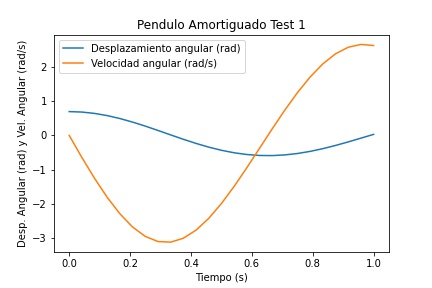 Pendulo Amortiguado Test 1
Desplazamiento angular (rad)
Velocidad angular (rad/s)
Desp. Angular (rad) y Vel. Angular (rad/s)
2
1
0
−1
−2
−3
0.0 0.2 0.4 0.6 0.8 1.0
Tiempo (s)